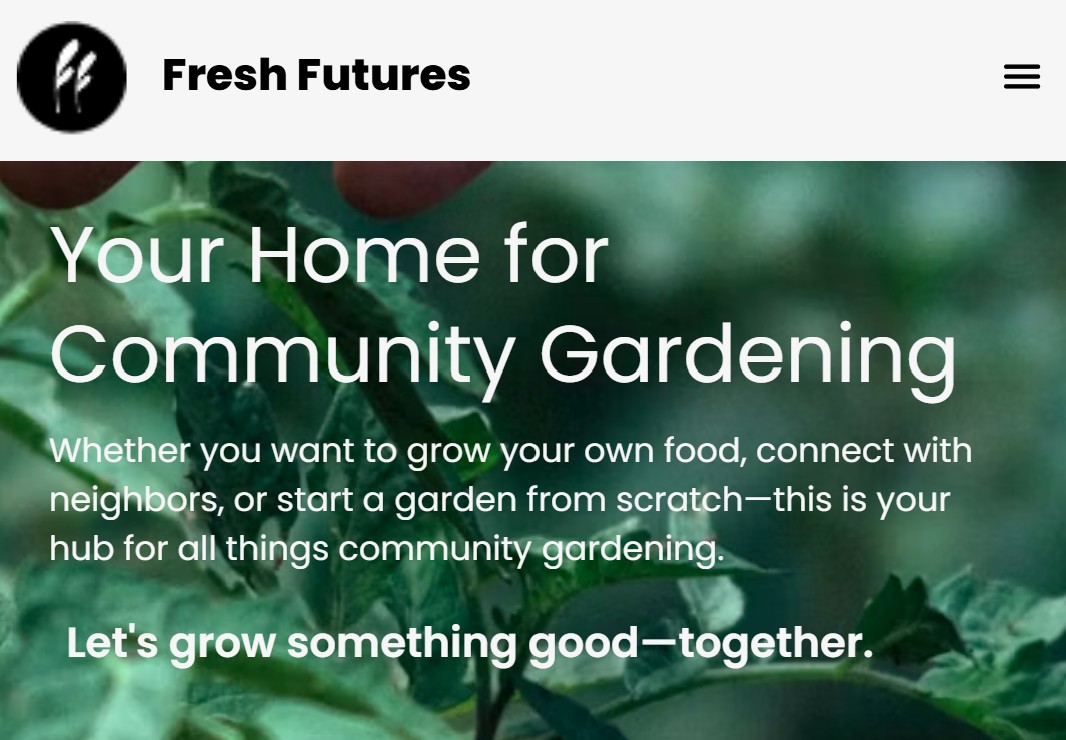 Fresh Futures
Your Home for
Community Gardening
Whether you want to grow your own food, connect with
neighbors, or start a garden from scratch—this is your
hub for all things community gardening.
Let's grow something good—together.